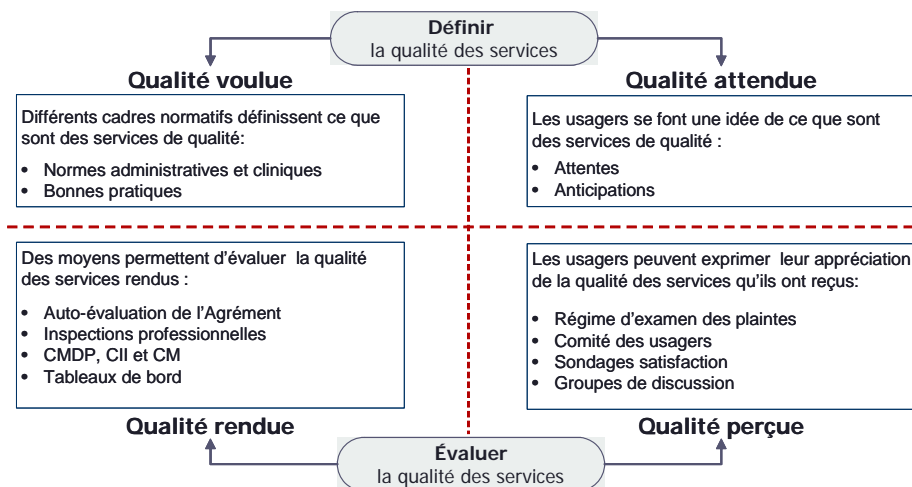 Définir
la qualité des services
Qualité voulue
Qualité attendue
Différents cadres normatifs définissent ce que
sont des services de qualité:
• Normes administratives et cliniques
• Bonnes pratiques
Les usagers se font une idée de ce que sont
des services de qualité :
• Attentes
• Anticipations
Des moyens permettent d'évaluer la qualité
des services rendus :
• Auto-évaluation de l'Agrément
• Inspections professionnelles
• CMDP, CII et CM
• Tableaux de bord
Les usagers peuvent exprimer leur appréciation
de la qualité des services qu'ils ont reçus:
• Régime d'examen des plaintes
• Comité des usagers
• Sondages satisfaction
• Groupes de discussion
Qualité rendue
Qualité perçue
Évaluer
la qualité des services